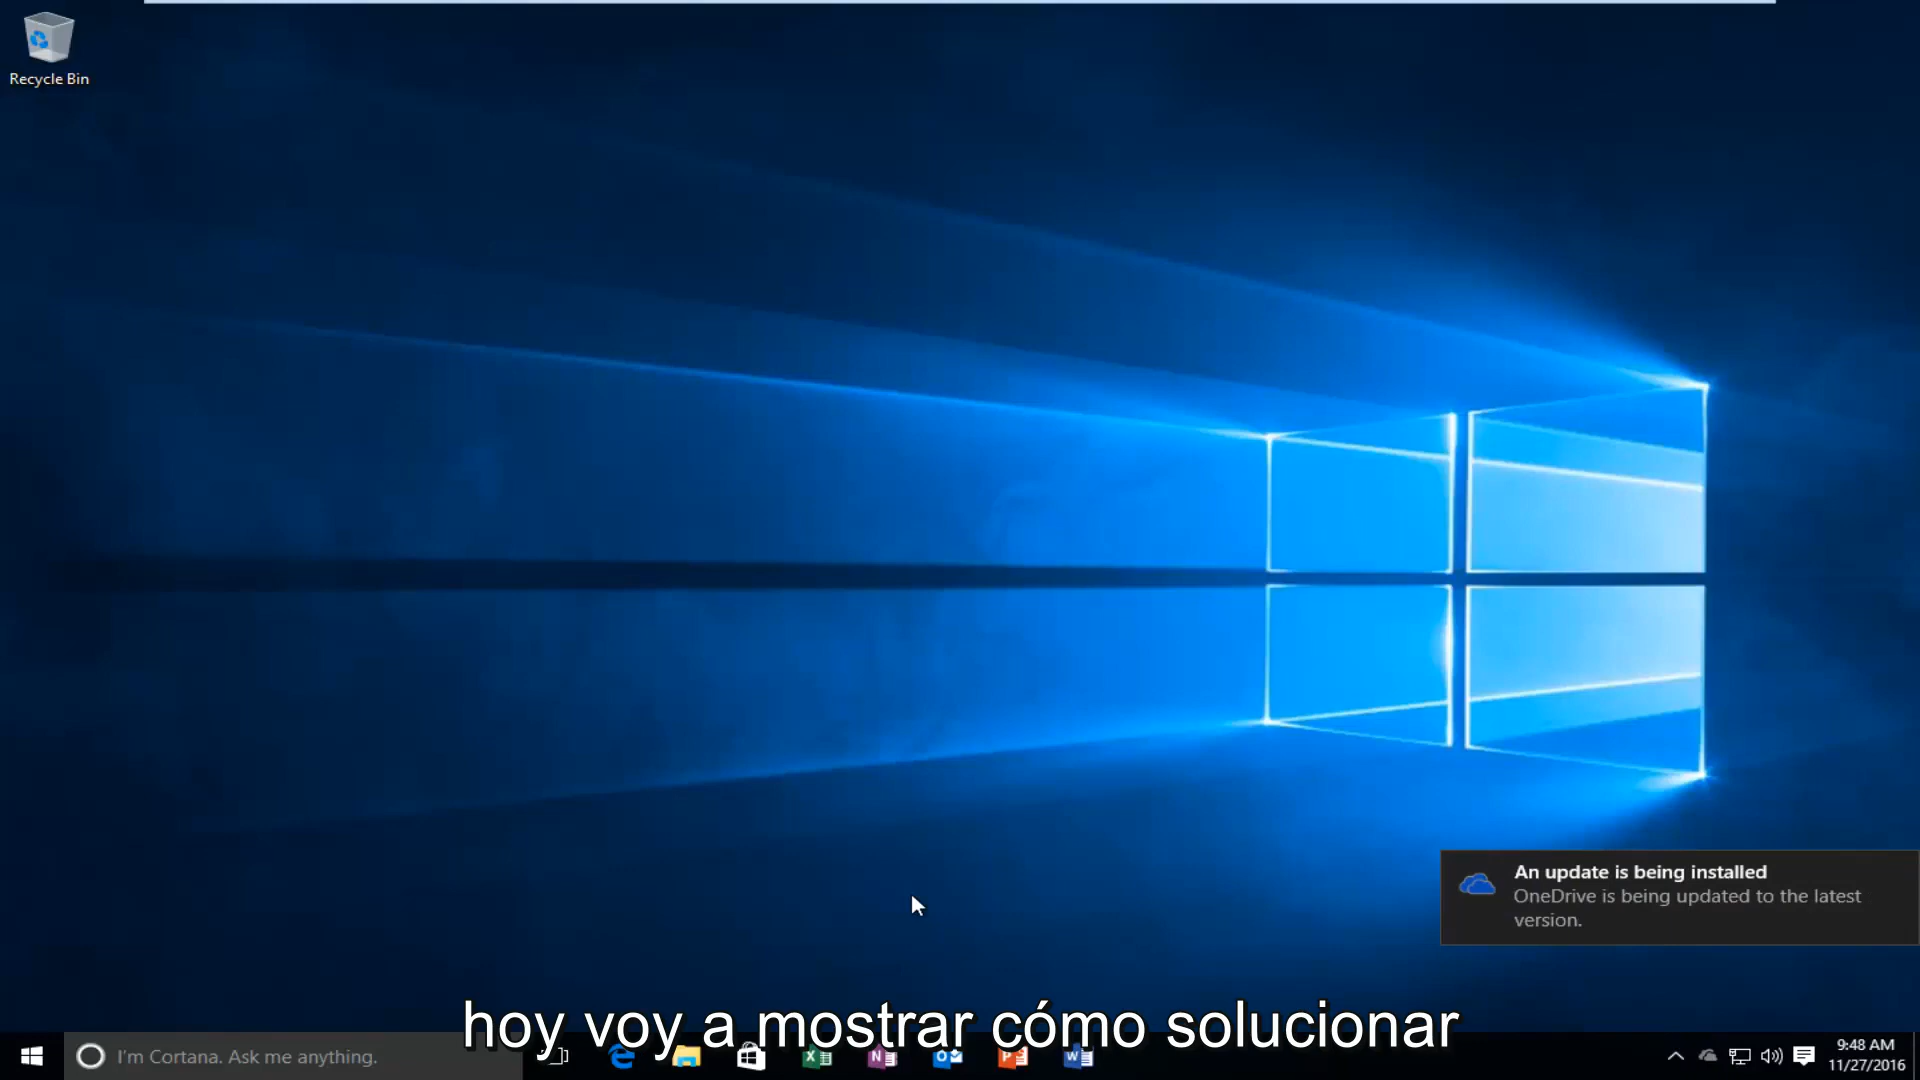 Recycle Bin
An update is being installed
OneDrive is being updated to the latest
version.
hoy voy a mostrar cómo solucionar
I'm Cortana. Ask me anything.
9:48 AM
11/27/2016